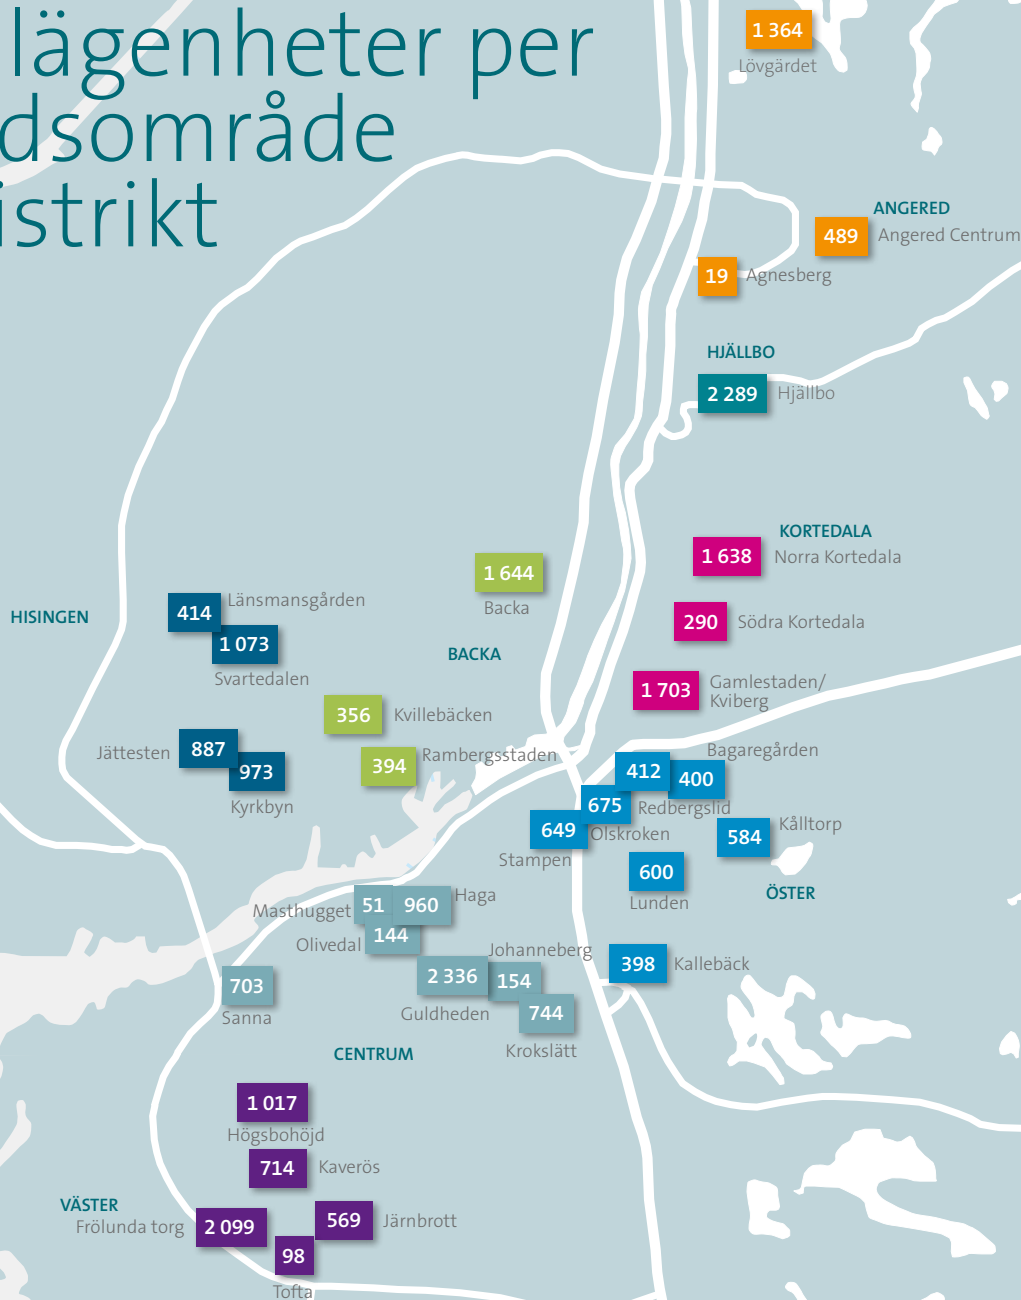 lägenheter per
dsområde
istrikt
1 364
Lövgärdet
ANGERED
489
Angered Centrum
19
Agnesberg
HJÄLLBO
2 289
Hjällbo
KORTEDALA
1 638
Norra Kortedala
290
Södra Kortedala
1 703
Gamlestaden/
Kviberg
1 644
Backa
BACKA
HISINGEN
414
Länsmansgården
1 073
Svartedalen
356
Kvillebäcken
Jättesten
887
973
Kyrkbyn
394
Rambergsstaden
Bagaregården
412
400
675
Redbergslid
649
Olskroken
Stampen
584
Kålltorp
600
Lunden
ÖSTER
Masthugget
51
960
Haga
Olivedal
144
Johanneberg
398
Kallebäck
703
Sanna
2 336
154
Guldheden
744
Krokslätt
CENTRUM
1 017
Högsbohöjd
714
Kaverös
VÄSTER
Frölunda torg
2 099
569
Järnbrott
98
Tofta